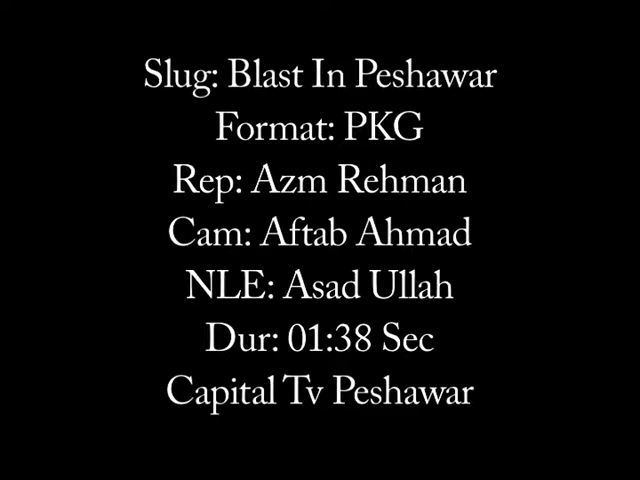 Slug: Blast In Peshawar
Format: PKG
Rep: Azm Rehman
Cam: Aftab Ahmad
NLE: Asad Ullah
Dur: 01:38 Sec
Capital Tv Peshawar